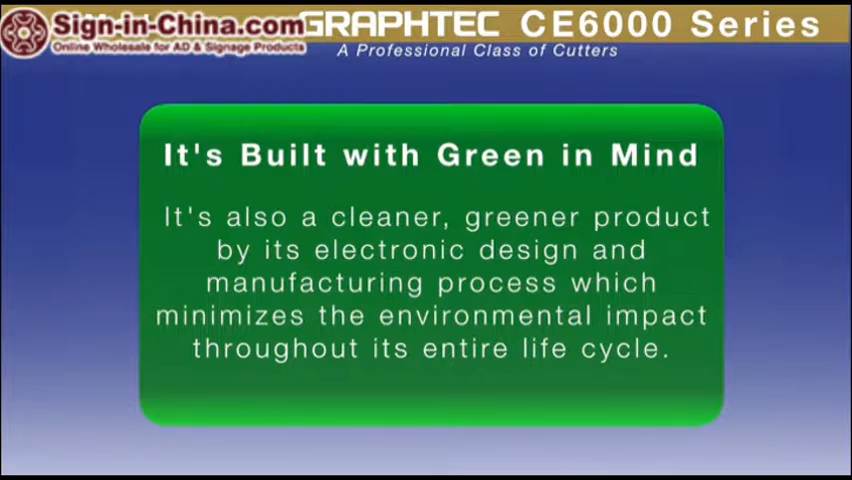 Sign-in-China.com
Online Wholesale for AD & Signage Products
GRAPHTEC CE6000 Series
A Professional Class of Cutters
It's Built with Green in Mind
It's also a cleaner, greener product
by its electronic design and
manufacturing process which
minimizes the environmental impact
throughout its entire life cycle.